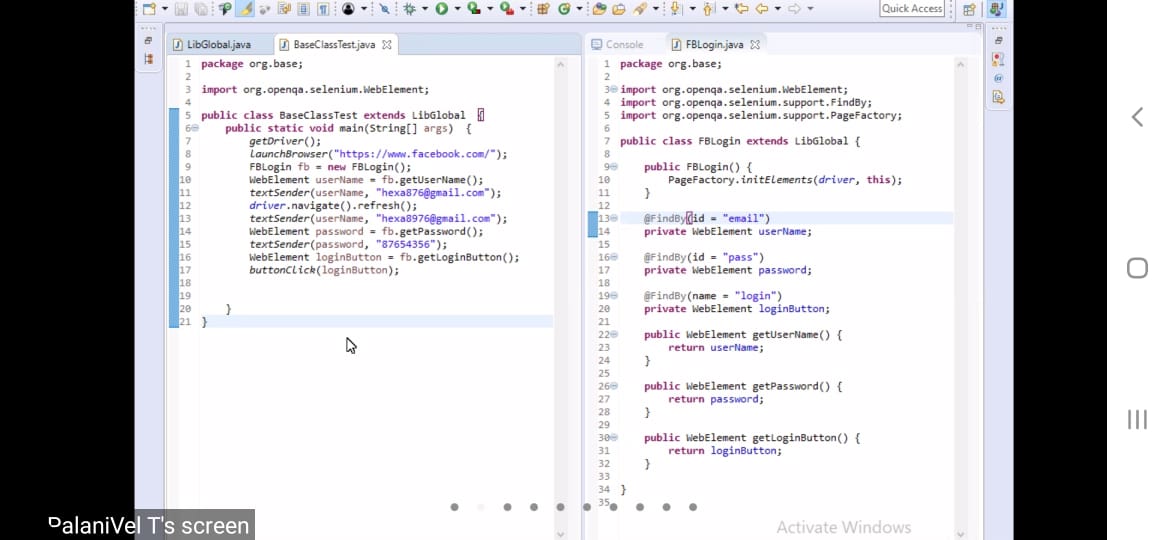 Quick Access
LibGlobal.java
BaseClassTest.java
1 package org.base;
2
3 import org.openqa.selenium.WebElement;
4
5 public class BaseClassTest extends LibGlobal {
6 public static void main(String[] args) {
7 getDriver();
8 launchBrowser("https://www.facebook.com/");
9 FBLogin fb = new FBLogin();
10 WebElement userName = fb.getUserName();
11 textSender(userName, "hexa876@gmail.com");
12 driver.navigate().refresh();
13 textSender(userName, "hexa8976@gmail.com");
14 WebElement password = fb.getPassword();
15 textSender(password, "87654356");
16 WebElement loginButton = fb.getLoginButton();
17 buttonClick(loginButton);
18
19
20 }
21 }
Console
FBLogin.java
1 package org.base;
2
3 import org.openqa.selenium.WebElement;
4 import org.openqa.selenium.support.FindBy;
5 import org.openqa.selenium.support.PageFactory;
6
7 public class FBLogin extends LibGlobal {
8
9 public FBLogin() {
10 PageFactory.initElements(driver, this);
11 }
12
13 @FindBy(id = "email")
14 private WebElement userName;
15
16 @FindBy(id = "pass")
17 private WebElement password;
18
19 @FindBy(name = "login")
20 private WebElement loginButton;
21
22 public WebElement getUserName() {
23 return userName;
24 }
25
26 public WebElement getPassword() {
27 return password;
28 }
29
30 public WebElement getLoginButton() {
31 return loginButton;
32 }
33
34 }
35
PalaniVel T's screen
Activate Windows